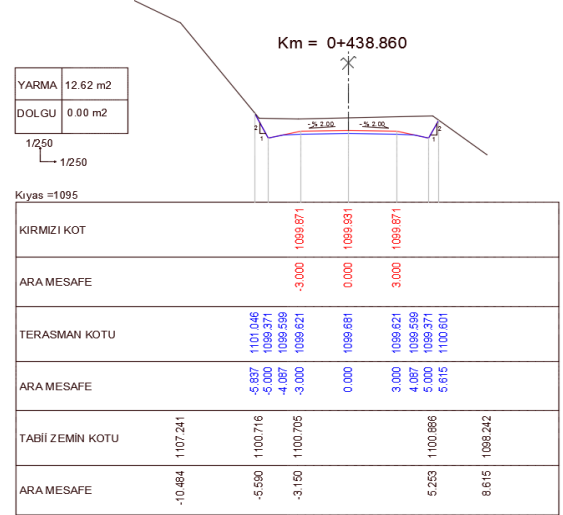 Km = 0+438.860
YARMA 12.62 m2
DOLGU 0.00 m2
1/250
1/250
-%2.00 -%2.00
2 1 1 2
Kıyas =1095
KIRMIZI KOT 1099.871 1099.931 1099.871
ARA MESAFE -3.000 0.000 3.000
TERASMAN KOTU 1101.046 1099.371 1099.599 1099.621 1099.681 1099.621 1099.599 1099.371 1100.601
ARA MESAFE -5.837 -5.000 -4.087 -3.000 0.000 3.000 4.087 5.000 5.615
TABİİ ZEMİN KOTU 1107.241 1100.716 1100.705 1100.886 1098.242
ARA MESAFE -10.484 -5.590 -3.150 5.253 8.615